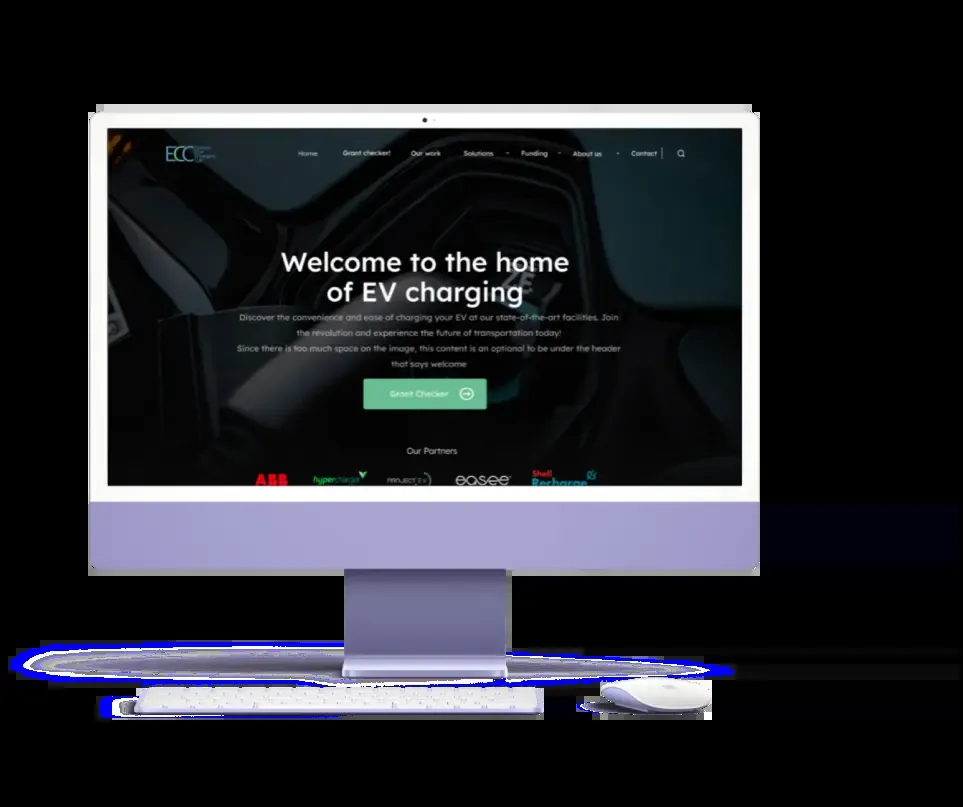 ECC
Home Grant checker! Our work Solutions Funding About us Contact
Welcome to the home
of EV charging
Discover the convenience and ease of charging your EV at our state-of-the-art facilities. Join
the revolution and experience the future of transportation today!
Since there is too much space on the image, this content is an optional to be under the header
that says welcome
Grant Checker
Our Partners
ABB hypercharger PROJECT EV easee Shell
Recharge